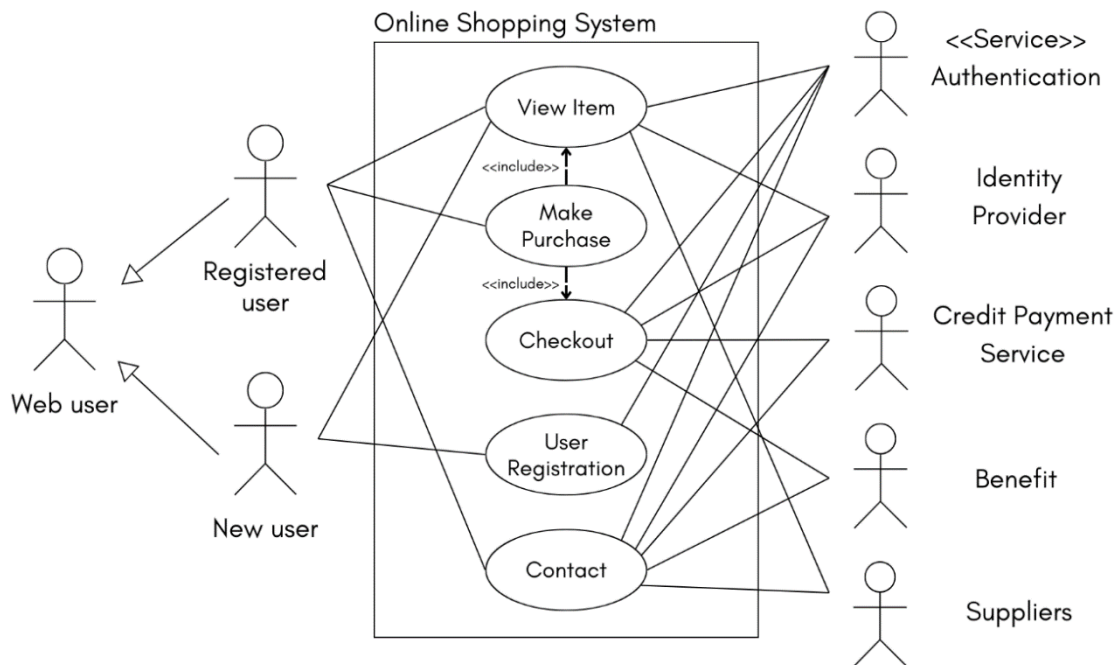 Online Shopping System
<<Service>>
Authentication
View Item
<<include>>
Registered
user
Make
Purchase
Identity
Provider
<<include>>
Web user
Checkout
Credit Payment
Service
New user
User
Registration
Benefit
Contact
Suppliers